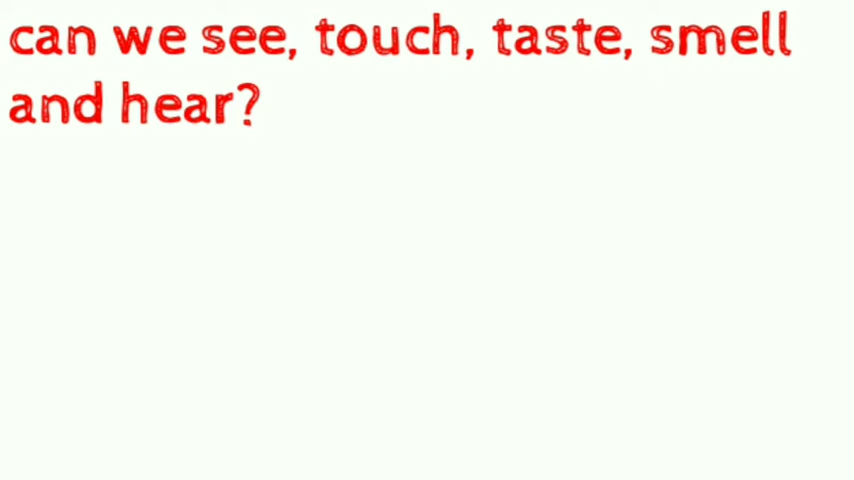 can we see, touch, taste, smell
and hear?